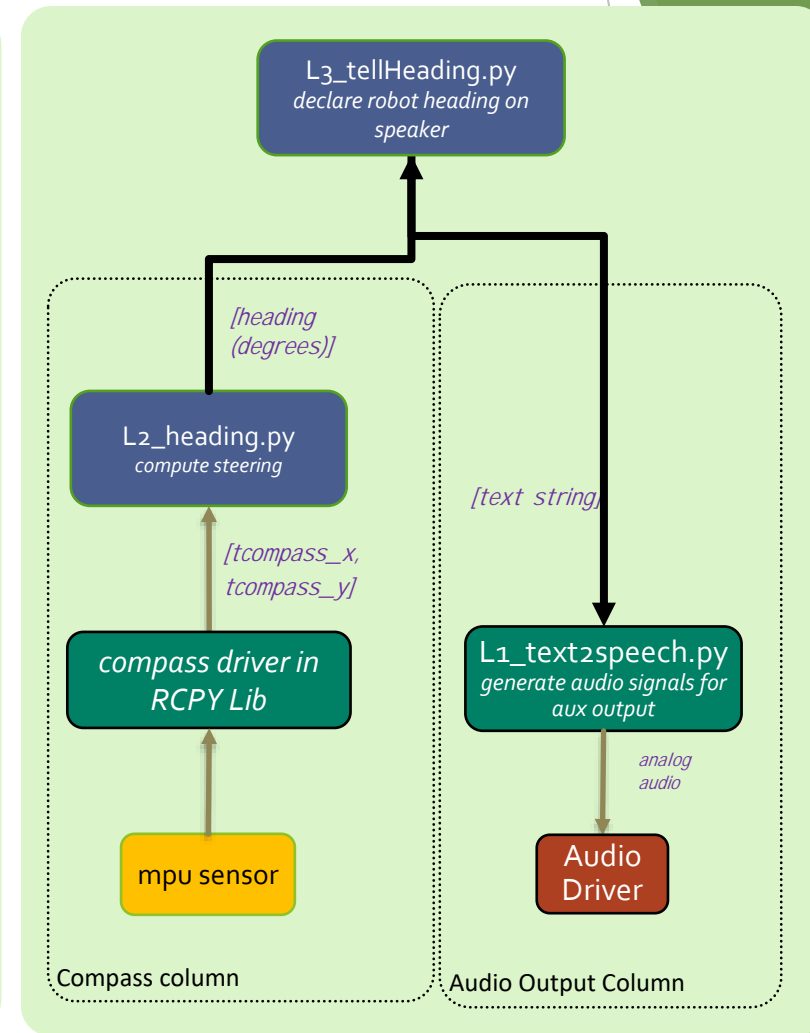 L3_tellHeading.py
declare robot heading on
speaker
[heading
(degrees)]
L2_heading.py
compute steering
[text string]
[tcompass_x,
tcompass_y]
compass driver in
RCPY Lib
L1_text2speech.py
generate audio signals for
aux output
analog
audio
mpu sensor
Audio
Driver
Compass column
Audio Output Column